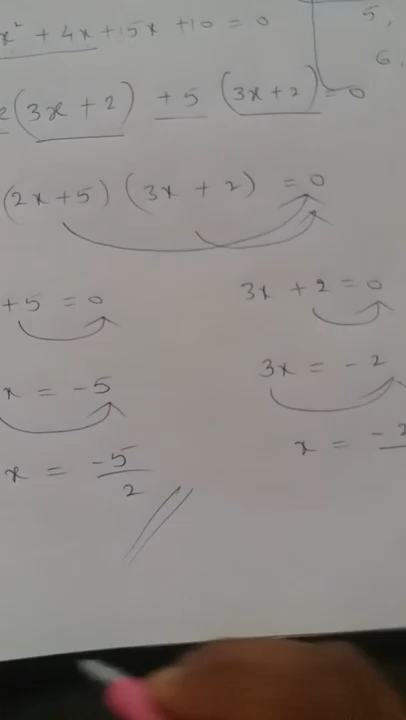 x² + 4x + 15x + 10 = 0
5,
6.
(3x + 2) + 5 (3x + 2) = 0
(2x + 5) (3x + 2) = 0
+ 5 = 0
3x + 2 = 0
x = -5
3x = -2
x = -5/2
x = -2